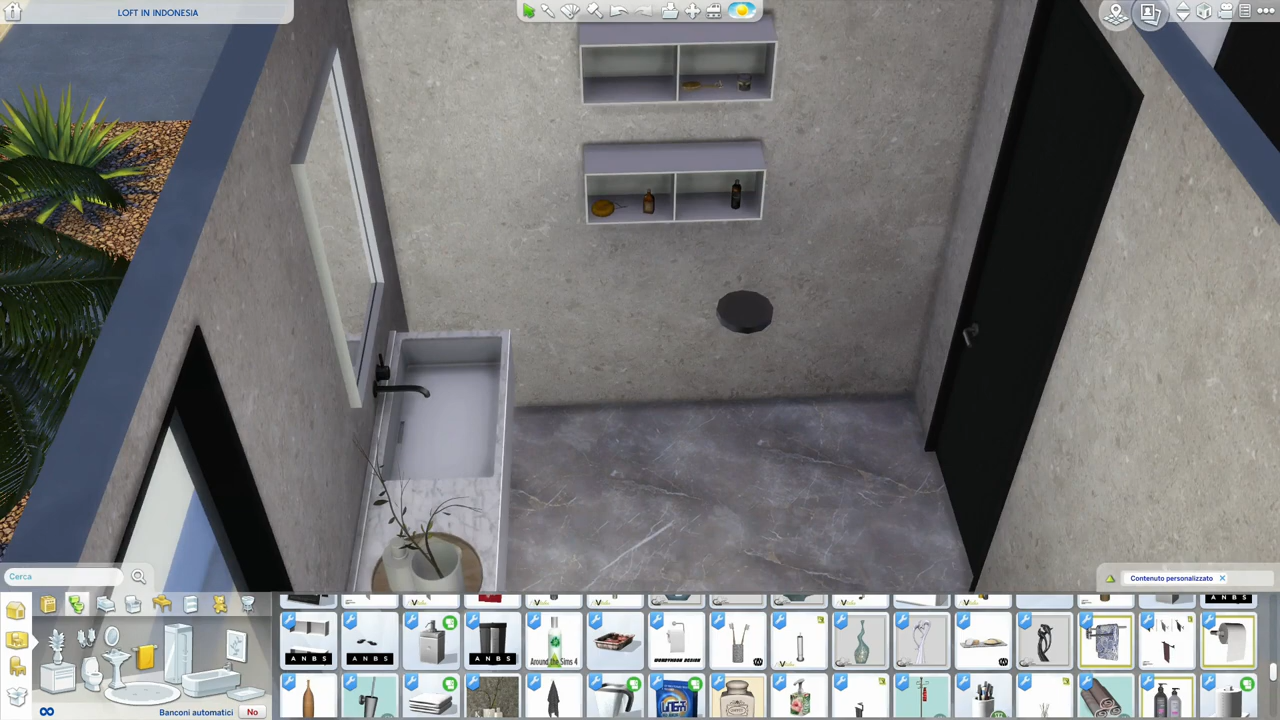 LOFT IN INDONESIA
Cerca
Contenuto personalizzato
Banconi automatici No
ANBS
ANBS
ANBS
ANBS
Around the Sims 4